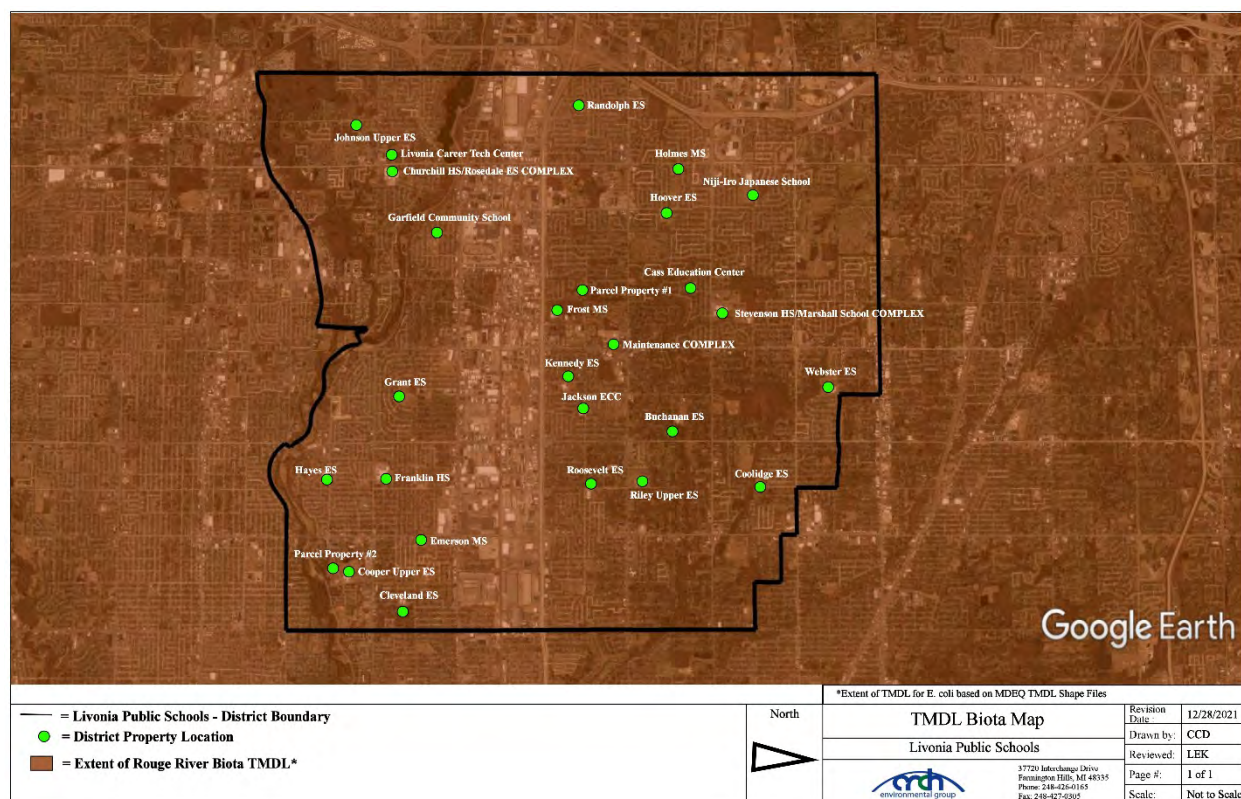 Randolph ES
Johnson Upper ES
Livonia Career Tech Center
Holmes MS
Churchill HS/Rosedale ES COMPLEX
Niji-Iro Japanese School
Hoover ES
Garfield Community School
Cass Education Center
Parcel Property #1
Frost MS
Stevenson HS/Marshall School COMPLEX
Maintenance COMPLEX
Kennedy ES
Webster ES
Grant ES
Jackson ECC
Buchanan ES
Hayes ES
Franklin HS
Roosevelt ES
Coolidge ES
Riley Upper ES
Emerson MS
Parcel Property #2
Cooper Upper ES
Cleveland ES
Google Earth
= Livonia Public Schools - District Boundary
= District Property Location
= Extent of Rouge River Biota TMDL*
North
*Extent of TMDL for E. coli based on MDEQ TMDL Shape Files
TMDL Biota Map
Livonia Public Schools
environmental group
37720 Interchange Drive
Farmington Hills, MI 48335
Phone: 248-426-0165
Fax: 248-427-0305
Revision Date : 12/28/2021
Drawn by: CCD
Reviewed: LEK
Page #: 1 of 1
Scale: Not to Scale